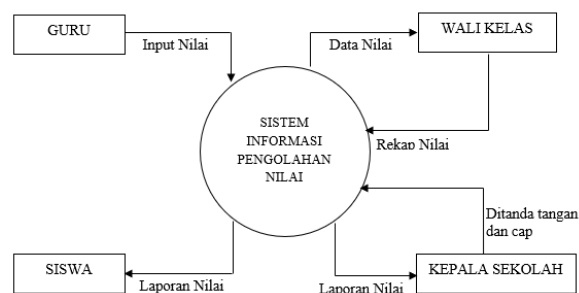 GURU
Input Nilai
Data Nilai
WALI KELAS
SISTEM
INFORMASI
PENGOLAHAN
NILAI
Rekap Nilai
Ditanda tangan
dan cap
SISWA
Laporan Nilai
Laporan Nilai
KEPALA SEKOLAH